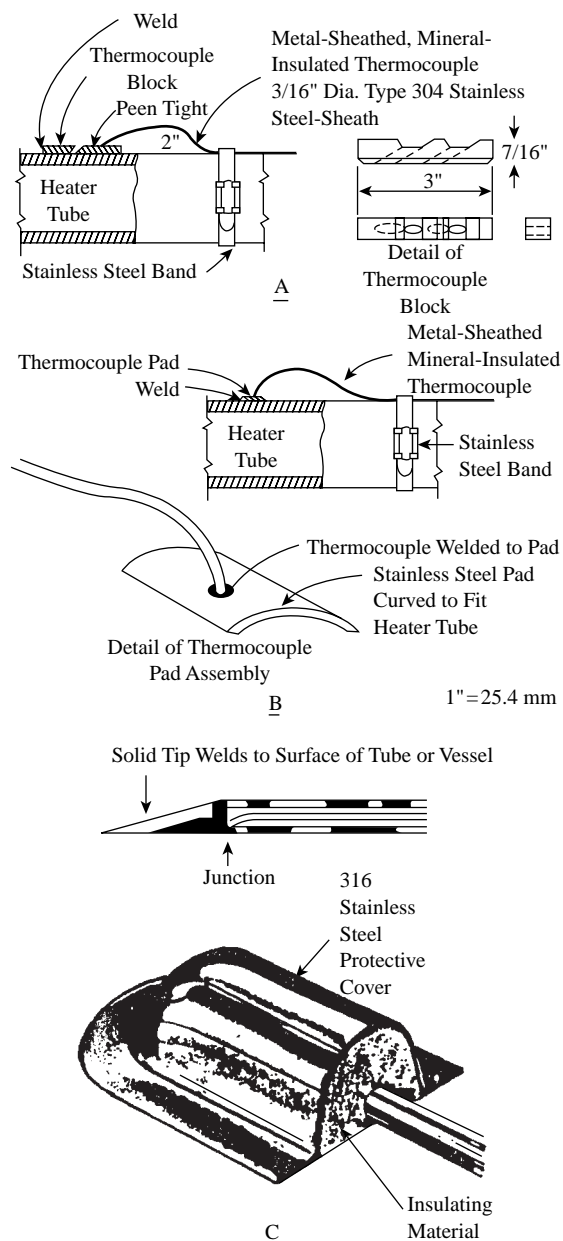 Weld
Thermocouple
Block
Peen Tight
Metal-Sheathed, Mineral-
Insulated Thermocouple
3/16" Dia. Type 304 Stainless
Steel-Sheath
2"
7/16"
Heater
Tube
3"
Stainless Steel Band
A
Detail of
Thermocouple
Block
Metal-Sheathed
Mineral-Insulated
Thermocouple
Thermocouple Pad
Weld
Heater
Tube
Stainless
Steel Band
Thermocouple Welded to Pad
Stainless Steel Pad
Curved to Fit
Heater Tube
Detail of Thermocouple
Pad Assembly
B
1"=25.4 mm
Solid Tip Welds to Surface of Tube or Vessel
Junction
316
Stainless
Steel
Protective
Cover
Insulating
Material
C